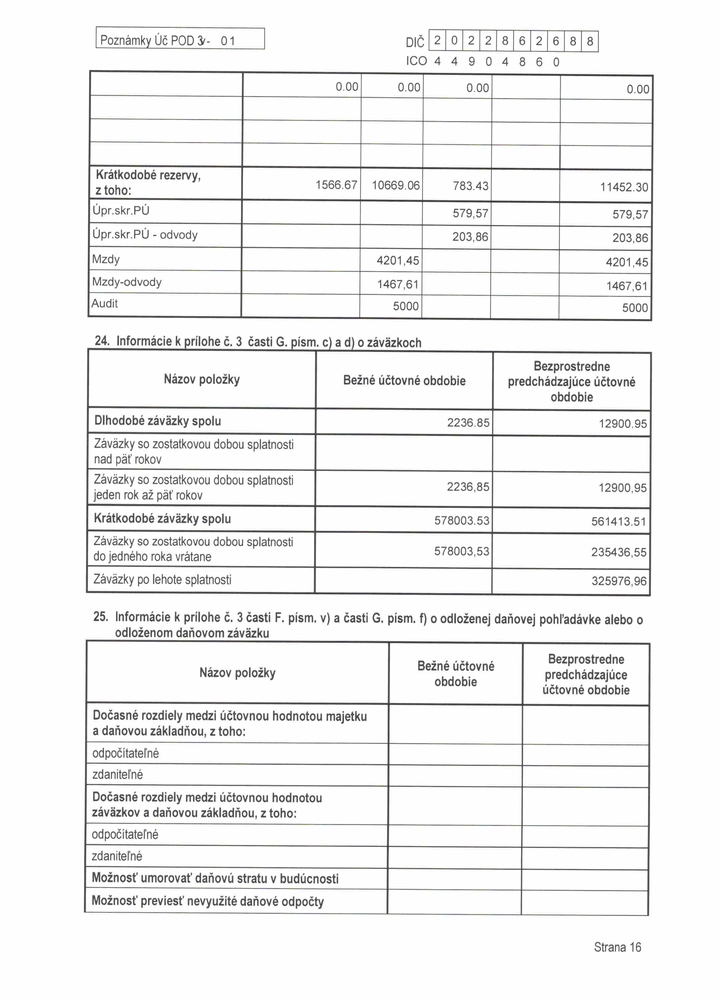 Poznámky Úč POD 3v- 01
DIČ 2 0 2 2 8 6 2 6 8 8
ICO 4 4 9 0 4 8 6 0
0.00 0.00 0.00 0.00
Krátkodobé rezervy,
z toho: 1566.67 10669.06 783.43 11452.30
Úpr.skr.PÚ 579,57 579,57
Úpr.skr.PÚ - odvody 203,86 203,86
Mzdy 4201,45 4201,45
Mzdy-odvody 1467,61 1467,61
Audit 5000 5000
24. Informácie k prílohe č. 3 časti G. písm. c) a d) o záväzkoch
Názov položky
Bežné účtovné obdobie
Bezprostredne
predchádzajúce účtovné
obdobie
Dlhodobé záväzky spolu 2236.85 12900.95
Záväzky so zostatkovou dobou splatnosti
nad päť rokov
Záväzky so zostatkovou dobou splatnosti
jeden rok až päť rokov 2236,85 12900,95
Krátkodobé záväzky spolu 578003.53 561413.51
Záväzky so zostatkovou dobou splatnosti
do jedného roka vrátane 578003,53 235436,55
Záväzky po lehote splatnosti 325976,96
25. Informácie k prílohe č. 3 časti F. písm. v) a časti G. písm. f) o odloženej daňovej pohľadávke alebo o
odloženom daňovom záväzku
Názov položky
Bežné účtovné
obdobie
Bezprostredne
predchádzajúce
účtovné obdobie
Dočasné rozdiely medzi účtovnou hodnotou majetku
a daňovou základňou, z toho:
odpočítateľné
zdaniteľné
Dočasné rozdiely medzi účtovnou hodnotou
záväzkov a daňovou základňou, z toho:
odpočítateľné
zdaniteľné
Možnosť umorovať daňovú stratu v budúcnosti
Možnosť previesť nevyužité daňové odpočty
Strana 16